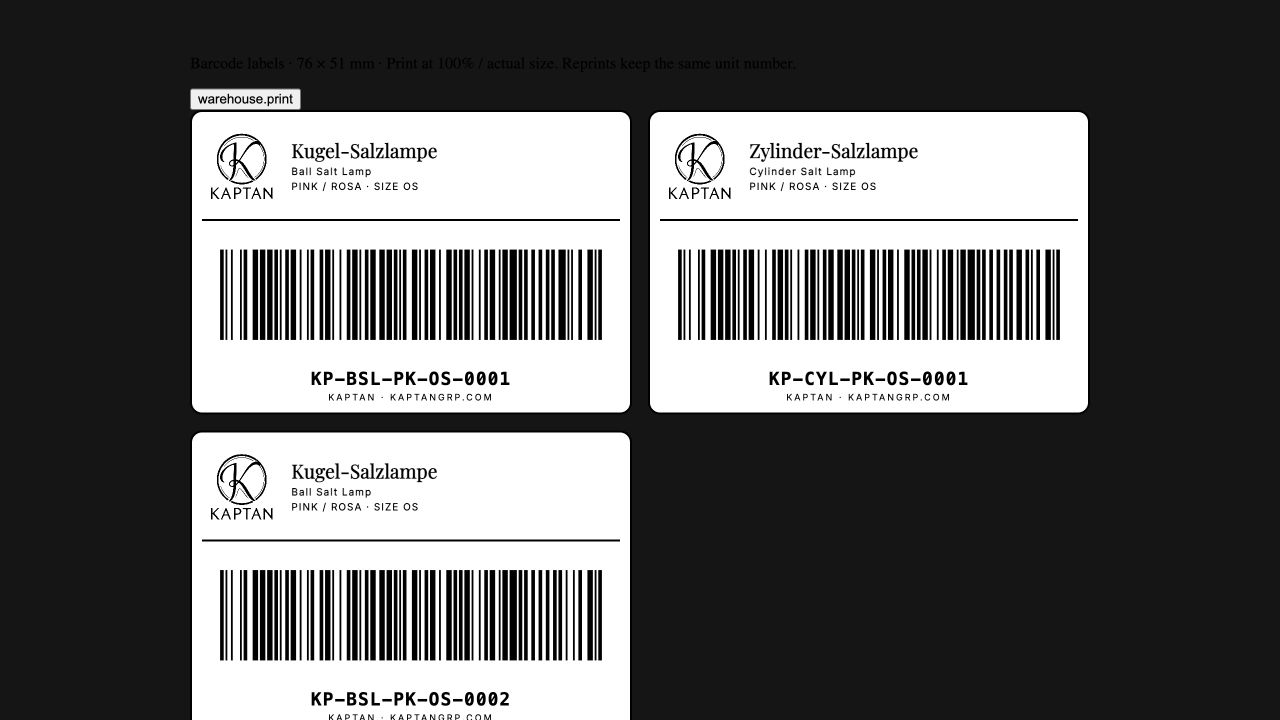 Barcode labels · 76 × 51 mm · Print at 100% / actual size. Reprints keep the same unit number.
warehouse.print
KAPTAN
Kugel-Salzlampe
Ball Salt Lamp
PINK / ROSA · SIZE OS
KP-BSL-PK-OS-0001
KAPTAN · KAPTANGRP.COM
KAPTAN
Zylinder-Salzlampe
Cylinder Salt Lamp
PINK / ROSA · SIZE OS
KP-CYL-PK-OS-0001
KAPTAN · KAPTANGRP.COM
KAPTAN
Kugel-Salzlampe
Ball Salt Lamp
PINK / ROSA · SIZE OS
KP-BSL-PK-OS-0002
KAPTAN · KAPTANGRP.COM